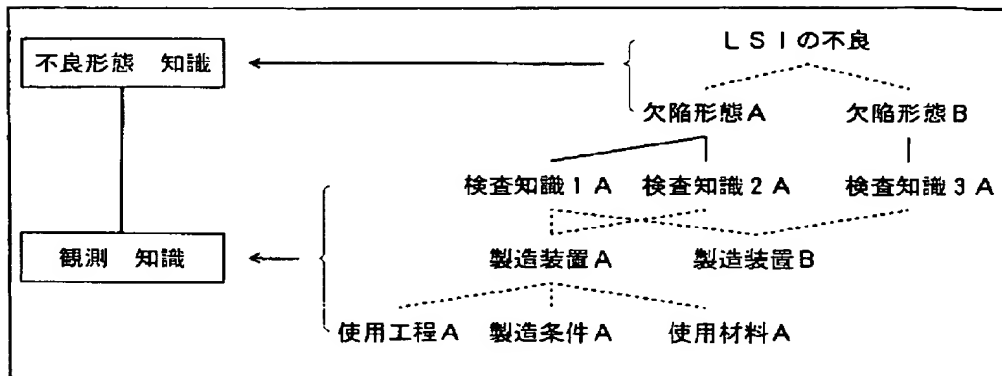 LSIの不良
不良形態 知識
欠陥形態A 欠陥形態B
検査知識1A 検査知識2A 検査知識3A
観測 知識
製造装置A 製造装置B
使用工程A 製造条件A 使用材料A